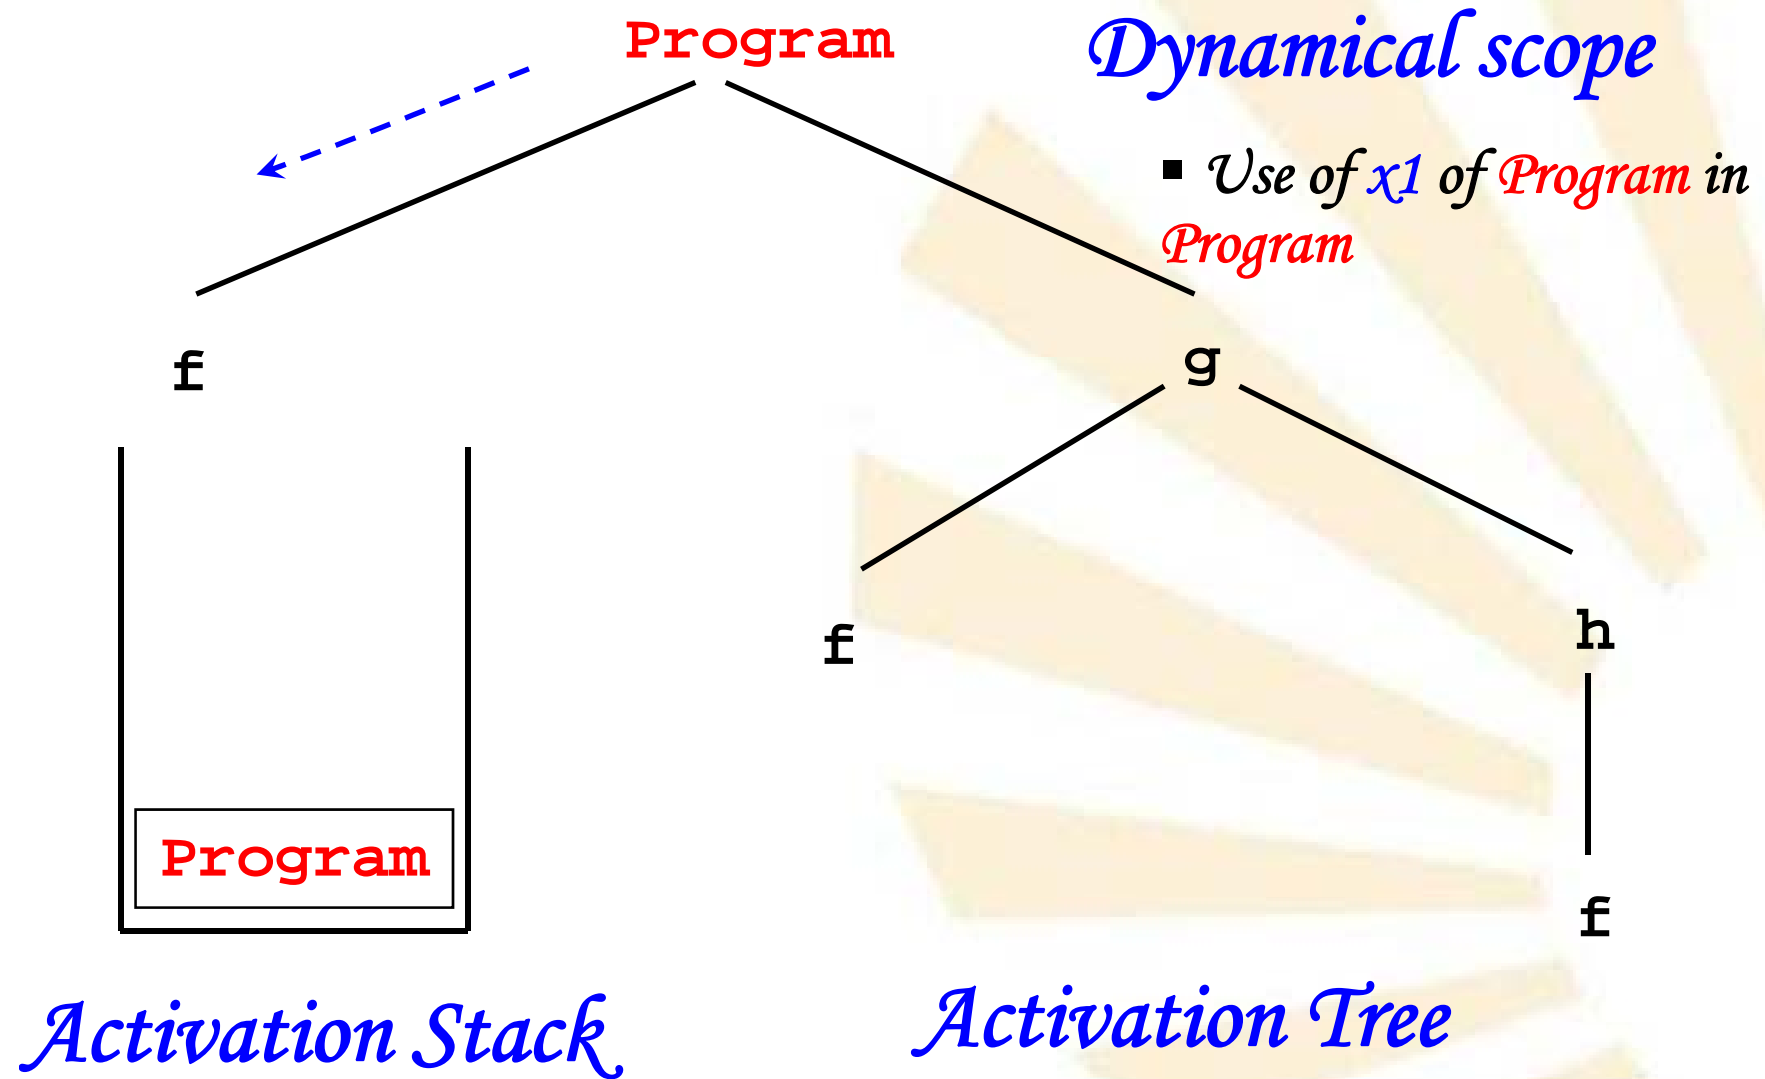 Program
Dynamical scope
▪ Use of x1 of Program in
Program
f
g
f
h
Program
f
Activation Stack
Activation Tree